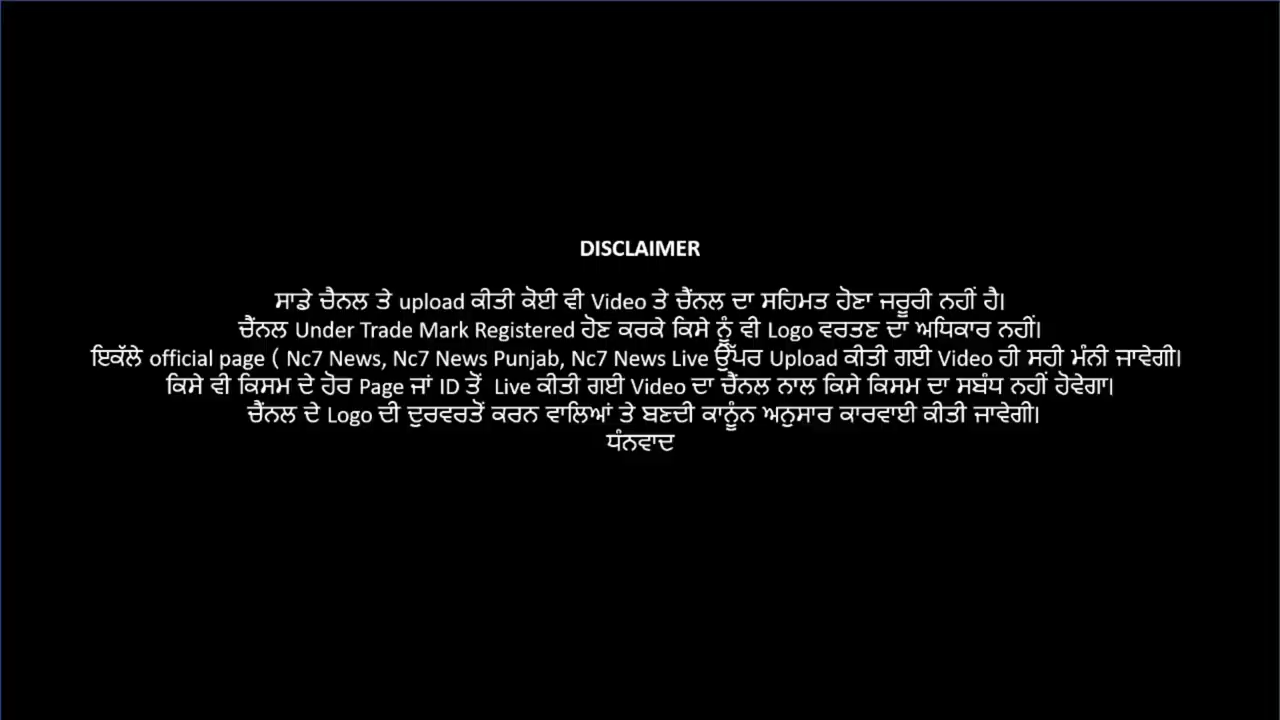 DISCLAIMER
ਸਾਡੇ ਚੈਨਲ ਤੇ upload ਕੀਤੀ ਕੋਈ ਵੀ Video ਤੇ ਚੈਂਨਲ ਦਾ ਸਹਿਮਤ ਹੋਣਾ ਜਰੂਰੀ ਨਹੀਂ ਹੈ।
ਚੈਂਨਲ Under Trade Mark Registered ਹੋਣ ਕਰਕੇ ਕਿਸੇ ਨੂੰ ਵੀ Logo ਵਰਤਣ ਦਾ ਅਧਿਕਾਰ ਨਹੀਂ।
ਇਕੱਲੇ official page ( Nc7 News, Nc7 News Punjab, Nc7 News Live ਉੱਪਰ Upload ਕੀਤੀ ਗਈ Video ਹੀ ਸਹੀ ਮੰਨੀ ਜਾਵੇਗੀ।
ਕਿਸੇ ਵੀ ਕਿਸਮ ਦੇ ਹੋਰ Page ਜਾਂ ID ਤੋਂ Live ਕੀਤੀ ਗਈ Video ਦਾ ਚੈਂਨਲ ਨਾਲ ਕਿਸੇ ਕਿਸਮ ਦਾ ਸਬੰਧ ਨਹੀਂ ਹੋਵੇਗਾ।
ਚੈਂਨਲ ਦੇ Logo ਦੀ ਦੁਰਵਰਤੋਂ ਕਰਨ ਵਾਲਿਆਂ ਤੇ ਬਣਦੀ ਕਾਨੂੰਨ ਅਨੁਸਾਰ ਕਾਰਵਾਈ ਕੀਤੀ ਜਾਵੇਗੀ।
ਧੰਨਵਾਦ